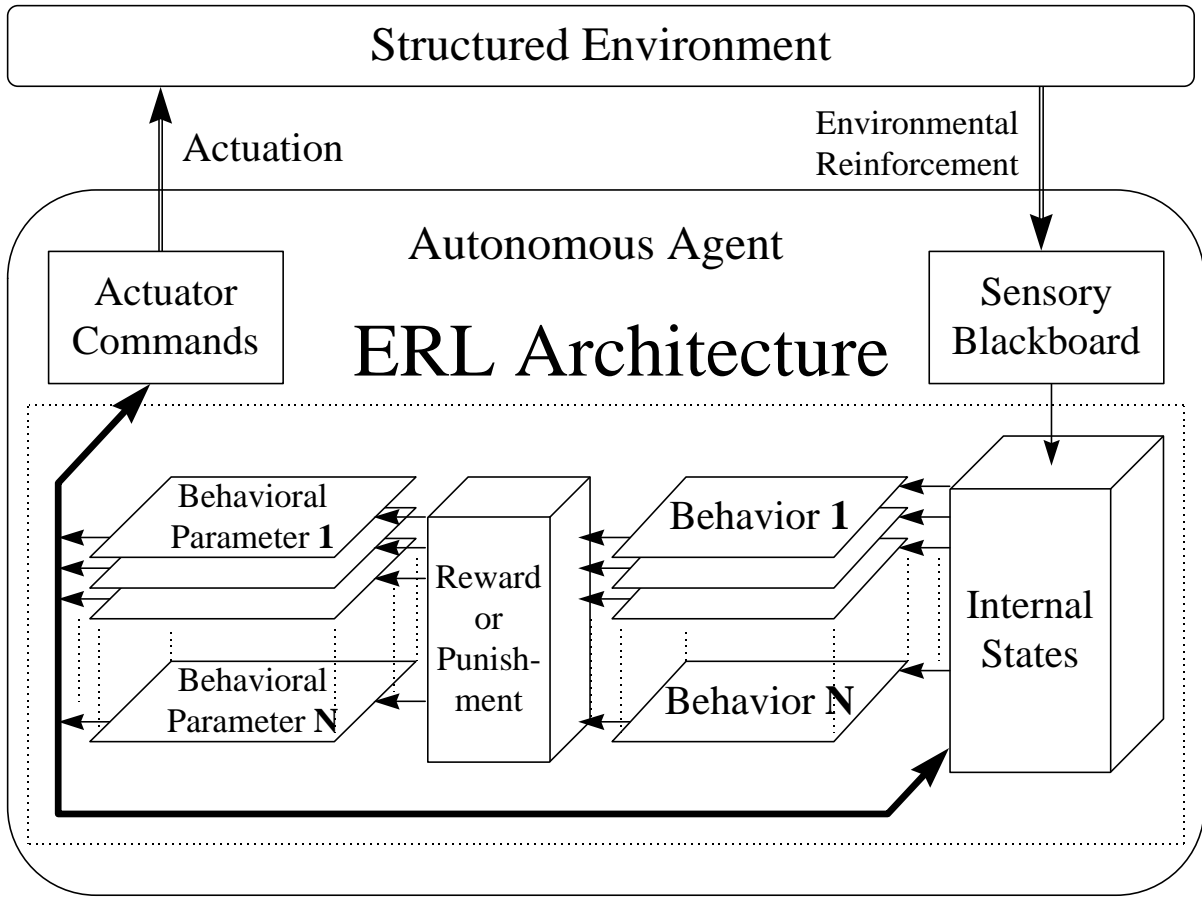 Structured Environment
Actuation
Environmental
Reinforcement
Autonomous Agent
Actuator
Commands
Sensory
Blackboard
ERL Architecture
Behavioral
Parameter 1
Reward
or
Punish-
ment
Behavior 1
Internal
States
Behavioral
Parameter N
Behavior N